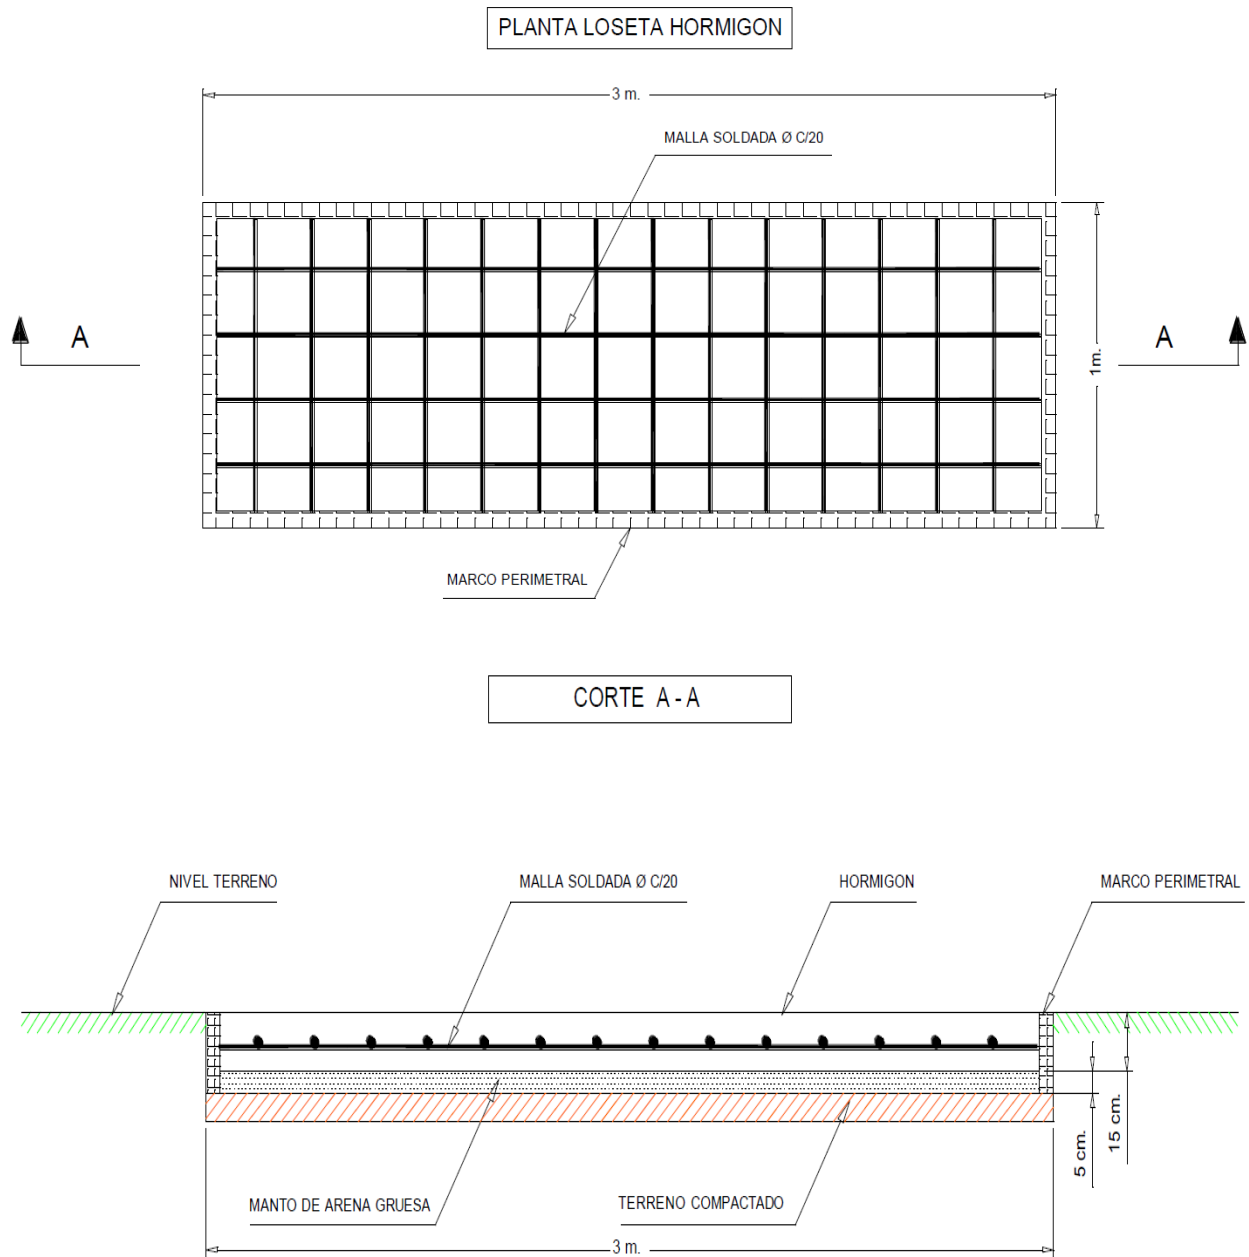 PLANTA LOSETA HORMIGON
3 m.
MALLA SOLDADA Ø C/20
A
A
1m.
MARCO PERIMETRAL
CORTE A - A
NIVEL TERRENO
MALLA SOLDADA Ø C/20
HORMIGON
MARCO PERIMETRAL
5 cm.
15 cm.
MANTO DE ARENA GRUESA
TERRENO COMPACTADO
3 m.